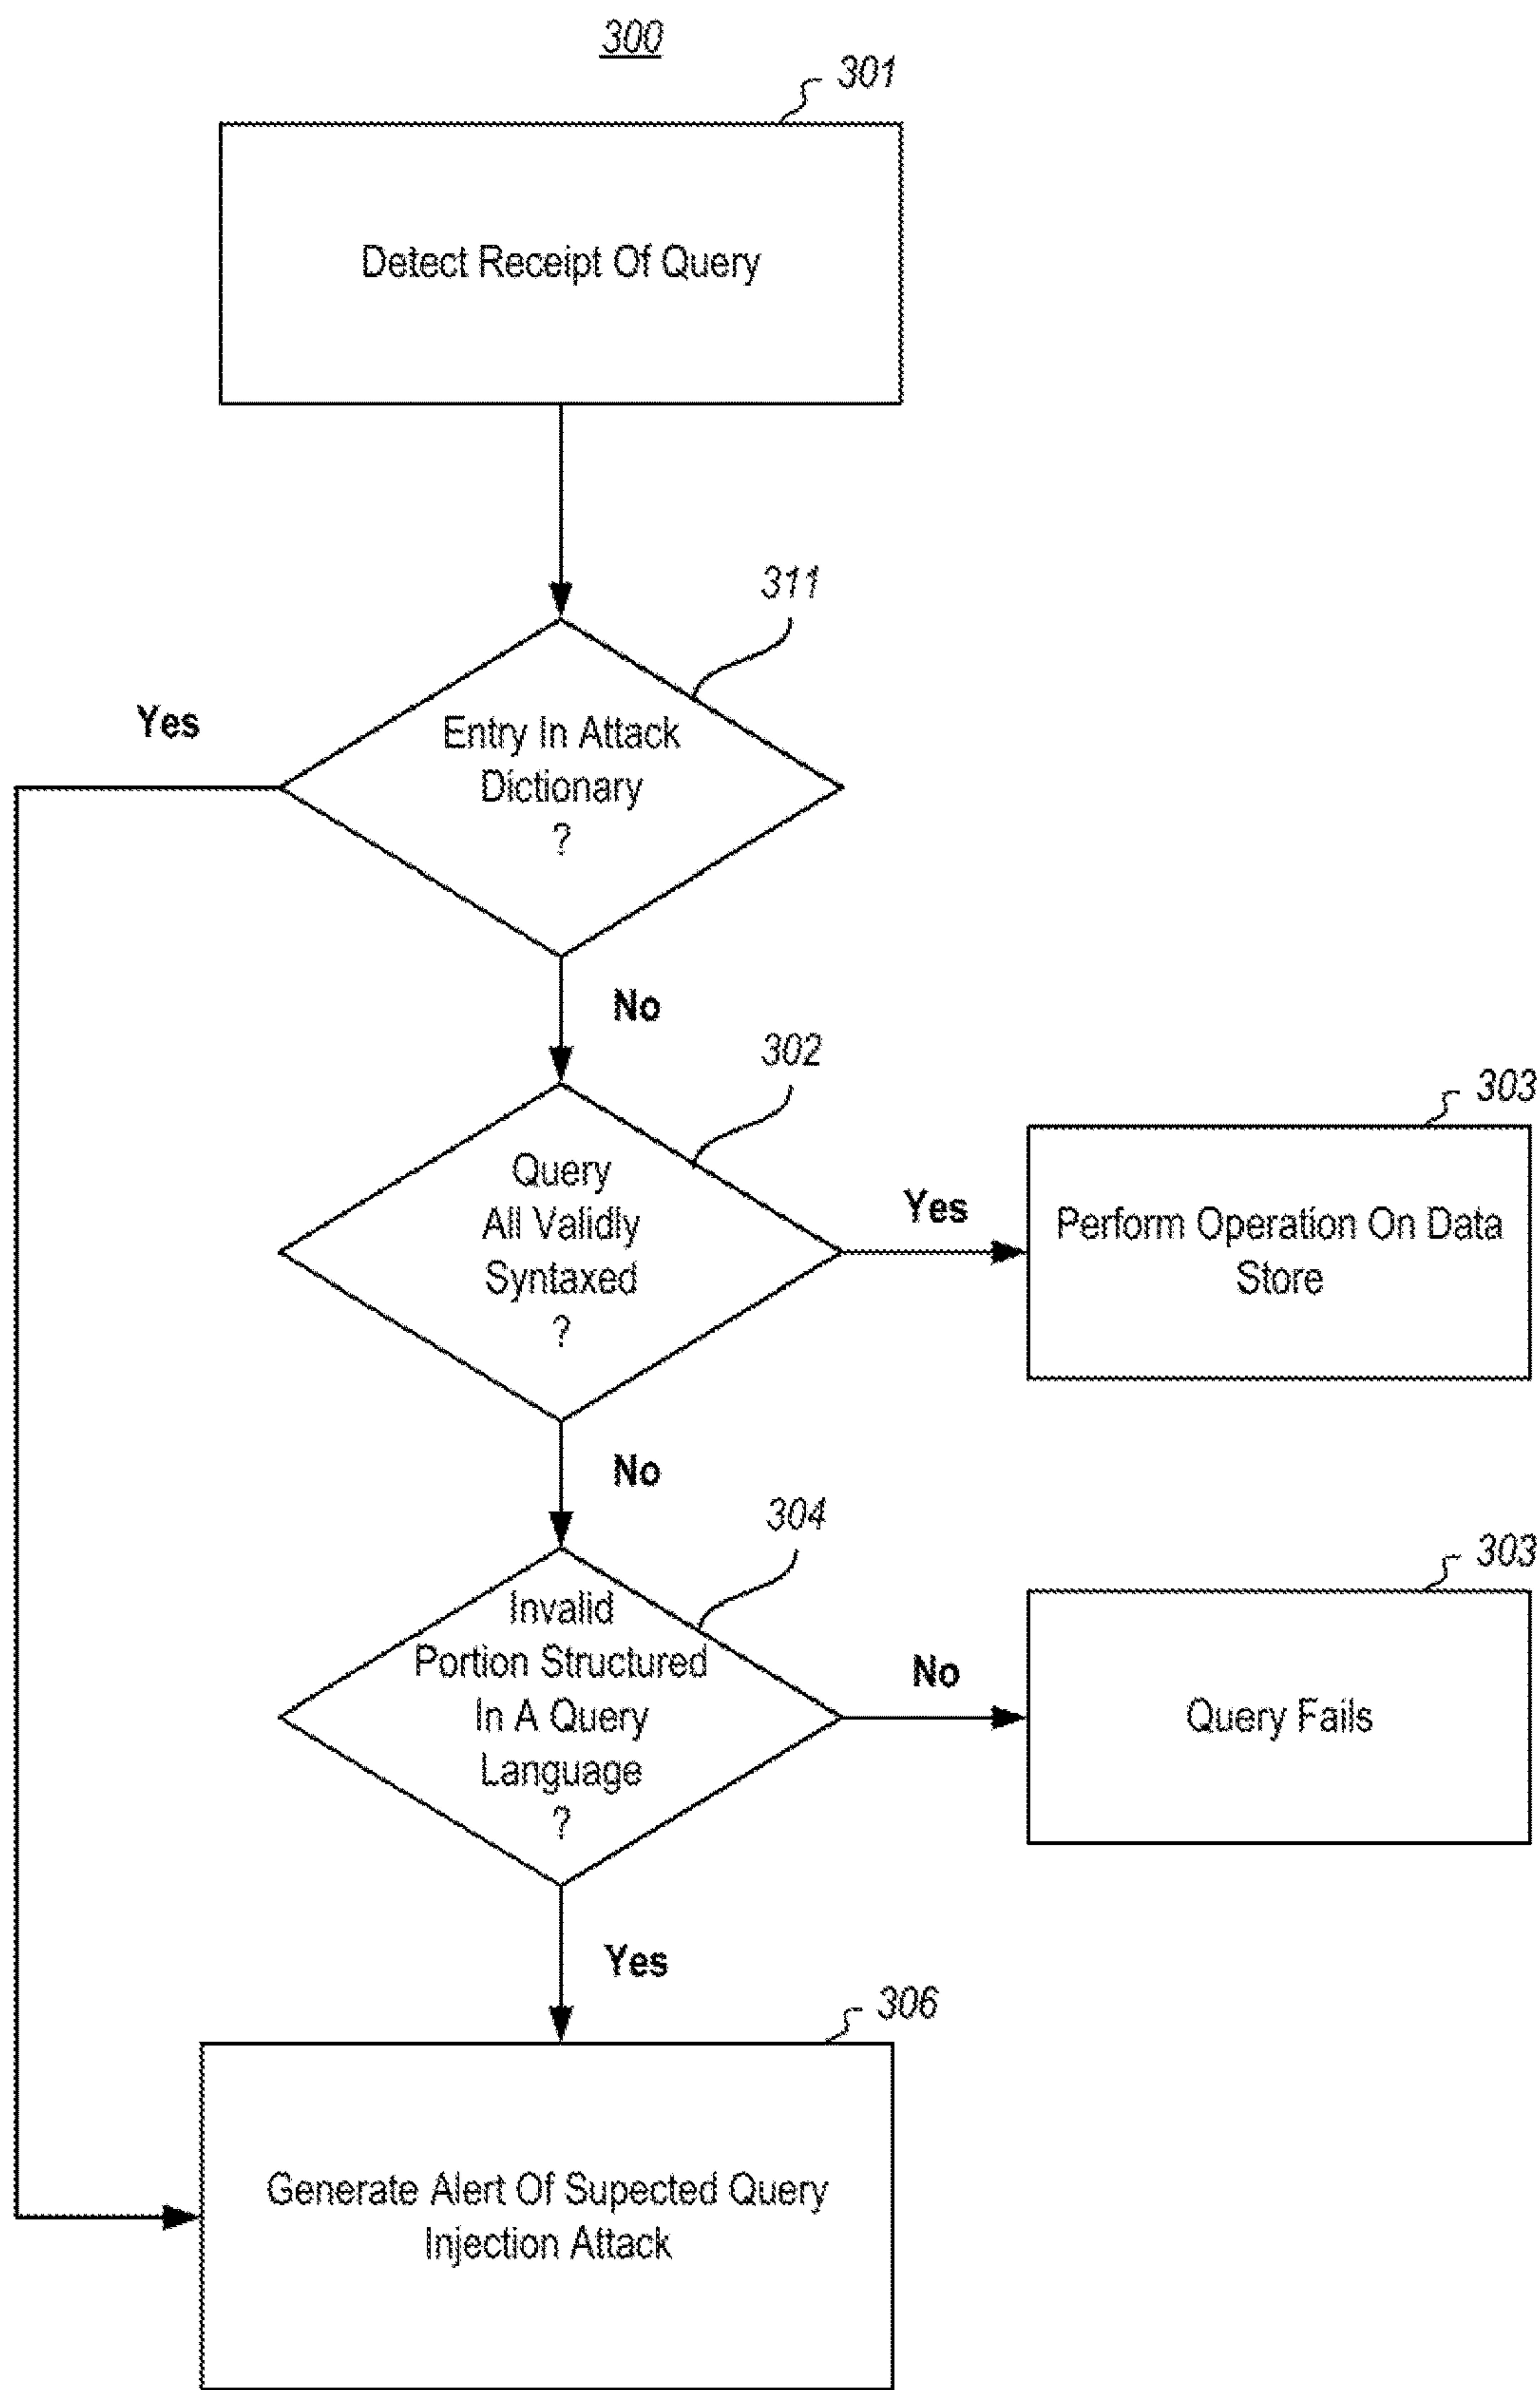 300
301
Detect Receipt Of Query
311
Yes
Entry In Attack
Dictionary
?
No
302
303
Query
All Validly
Syntaxed
?
Yes
Perform Operation On Data
Store
No
304
303
Invalid
Portion Structured
In A Query
Language
?
No
Query Fails
Yes
306
Generate Alert Of Supected Query
Injection Attack